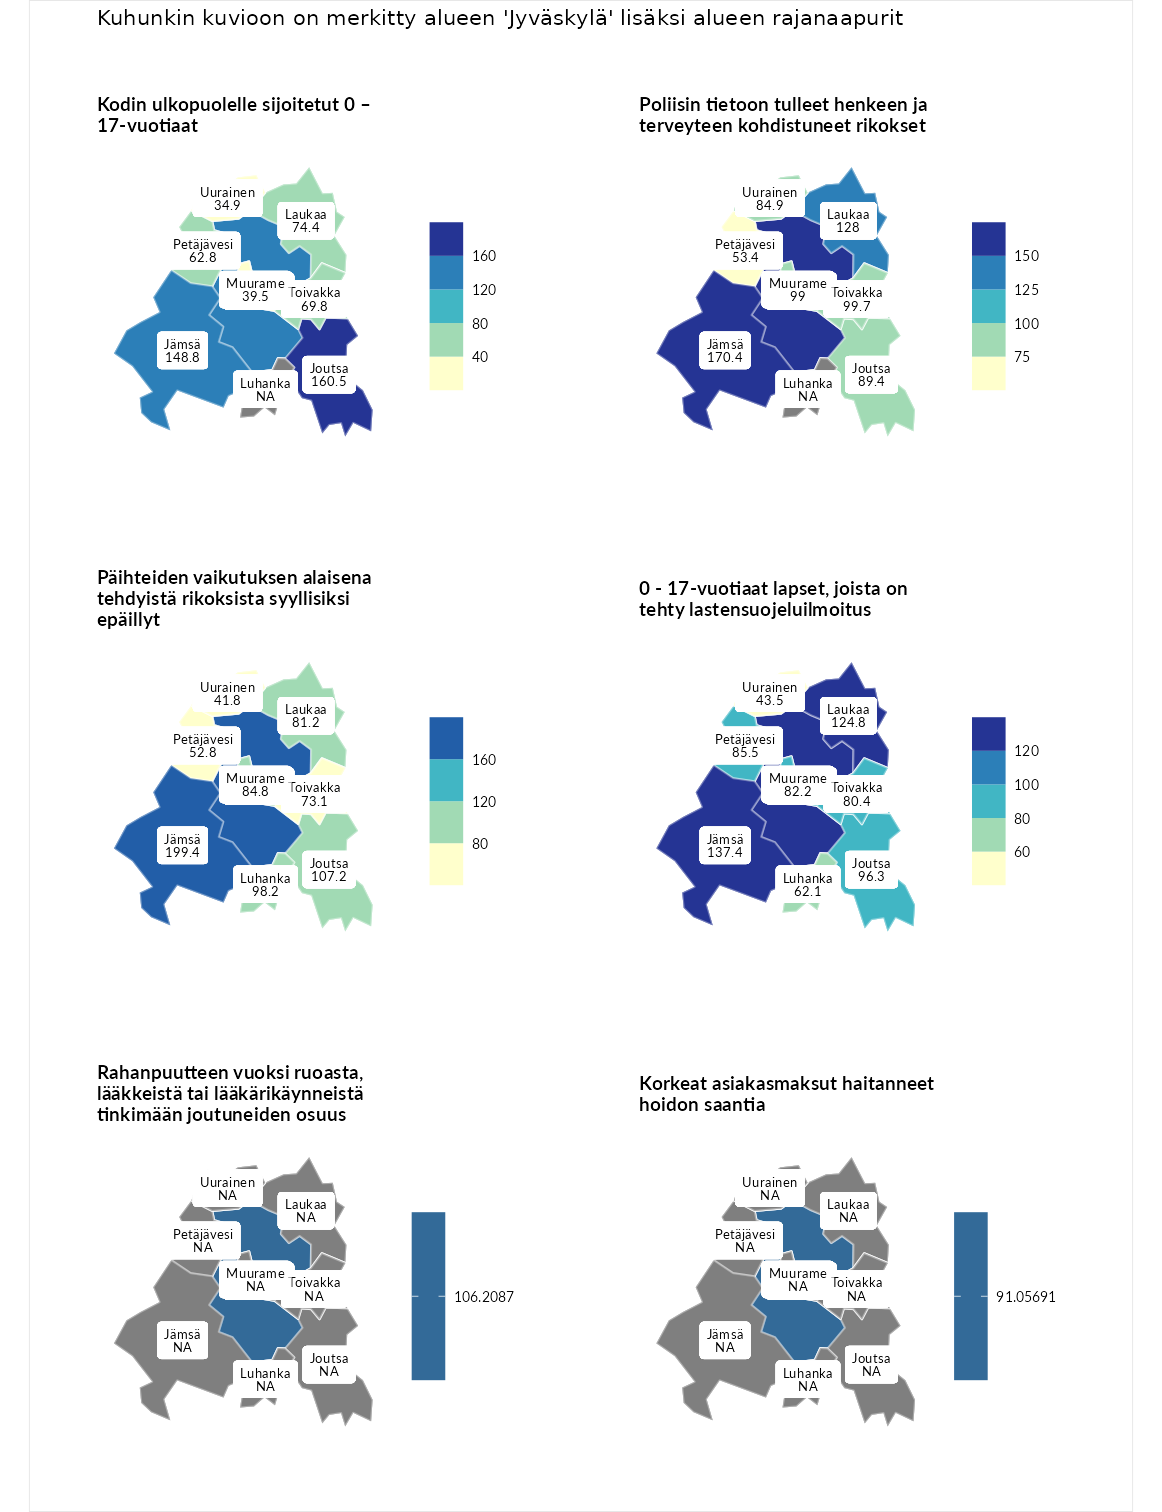 Kuhunkin kuvioon on merkitty alueen 'Jyväskylä' lisäksi alueen rajanaapurit
Kodin ulkopuolelle sijoitetut 0 –
17-vuotiaat
Uurainen
34.9
Laukaa
74.4
Petäjävesi
62.8
Muurame
39.5
Toivakka
69.8
Jämsä
148.8
Joutsa
160.5
Luhanka
NA
160
120
80
40
Poliisin tietoon tulleet henkeen ja
terveyteen kohdistuneet rikokset
Uurainen
84.9
Laukaa
128
Petäjävesi
53.4
Muurame
99
Toivakka
99.7
Jämsä
170.4
Joutsa
89.4
Luhanka
NA
150
125
100
75
Päihteiden vaikutuksen alaisena
tehdyistä rikoksista syyllisiksi
epäillyt
Uurainen
41.8
Laukaa
81.2
Petäjävesi
52.8
Muurame
84.8
Toivakka
73.1
Jämsä
199.4
Joutsa
107.2
Luhanka
98.2
160
120
80
0 - 17-vuotiaat lapset, joista on
tehty lastensuojeluilmoitus
Uurainen
43.5
Laukaa
124.8
Petäjävesi
85.5
Muurame
82.2
Toivakka
80.4
Jämsä
137.4
Joutsa
96.3
Luhanka
62.1
120
100
80
60
Rahanpuutteen vuoksi ruoasta,
lääkkeistä tai lääkärikäynneistä
tinkimään joutuneiden osuus
Uurainen
NA
Laukaa
NA
Petäjävesi
NA
Muurame
NA
Toivakka
NA
Jämsä
NA
Joutsa
NA
Luhanka
NA
106.2087
Korkeat asiakasmaksut haitanneet
hoidon saantia
Uurainen
NA
Laukaa
NA
Petäjävesi
NA
Muurame
NA
Toivakka
NA
Jämsä
NA
Joutsa
NA
Luhanka
NA
91.05691